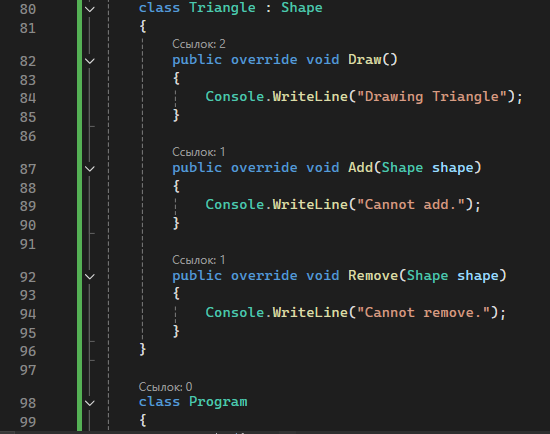 80 class Triangle : Shape
81 {
Ссылок: 2
82 public override void Draw()
83 {
84 Console.WriteLine("Drawing Triangle");
85 }
86
Ссылок: 1
87 public override void Add(Shape shape)
88 {
89 Console.WriteLine("Cannot add.");
90 }
91
Ссылок: 1
92 public override void Remove(Shape shape)
93 {
94 Console.WriteLine("Cannot remove.");
95 }
96 }
97
Ссылок: 0
98 class Program
99 {